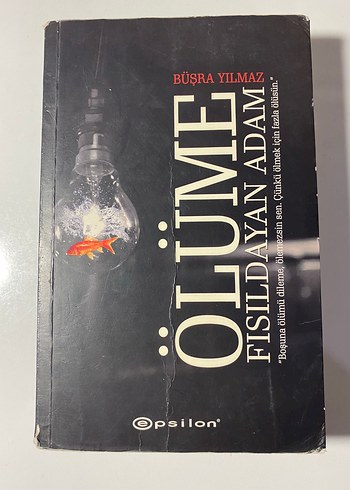 BÜŞRA YILMAZ
ÖLÜME
FISILDAYAN ADAM
"Boşuna ölümü dileme, ölemezsin sen. Çünkü ölmek için fazla ölüsün."
epsilon®